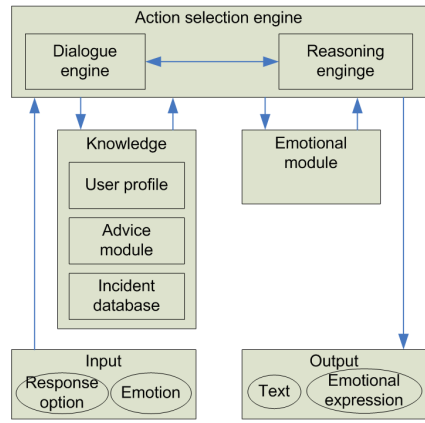 Action selection engine
Dialogue
engine
Reasoning
enginge
Knowledge
User profile
Advice
module
Incident
database
Emotional
module
Input
Response
option
Emotion
Output
Text
Emotional
expression